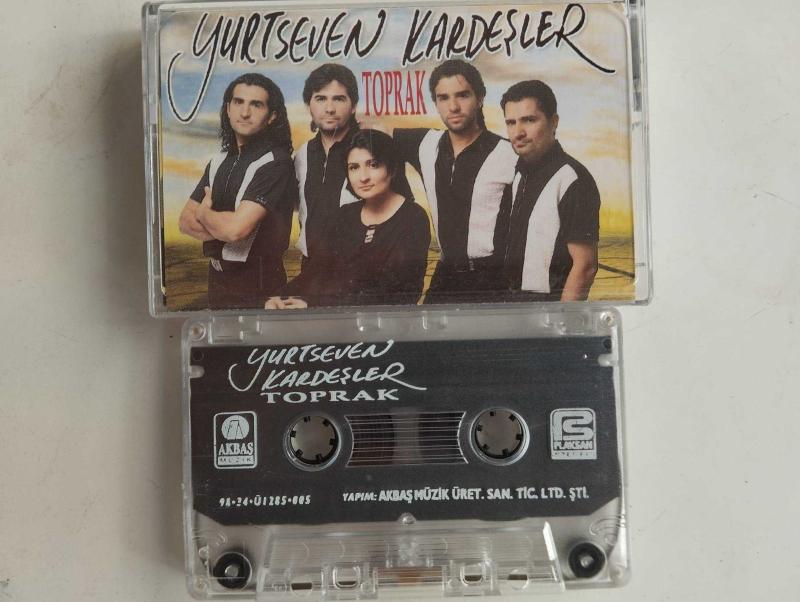 YURTSEVEN KARDEŞLER
TOPRAK
YURTSEVEN
KARDEŞLER
TOPRAK
AKBAŞ
MÜZİK
PLAKSAN
98.34.Ü1285.005
YAPIM: AKBAŞ MÜZİK ÜRET. SAN. TİC. LTD. ŞTİ.